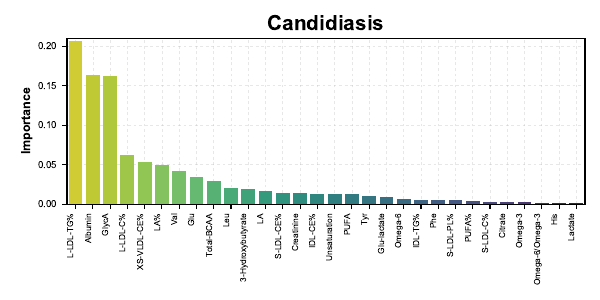 Candidiasis
Importance
0.20
0.15
0.10
0.05
0.00
L-LDL-TG%
Albumin
GlycA
L-LDL-C%
XS-VLDL-CE%
LA%
Val
Glu
Total-BCAA
Leu
3-Hydroxybutyrate
LA
S-LDL-CE%
Creatinine
IDL-CE%
Unsaturation
PUFA
Tyr
Glu-lactate
Omega-6
IDL-TG%
Phe
S-LDL-PL%
PUFA%
S-LDL-C%
Citrate
Omega-3
Omega-6/Omega-3
His
Lactate